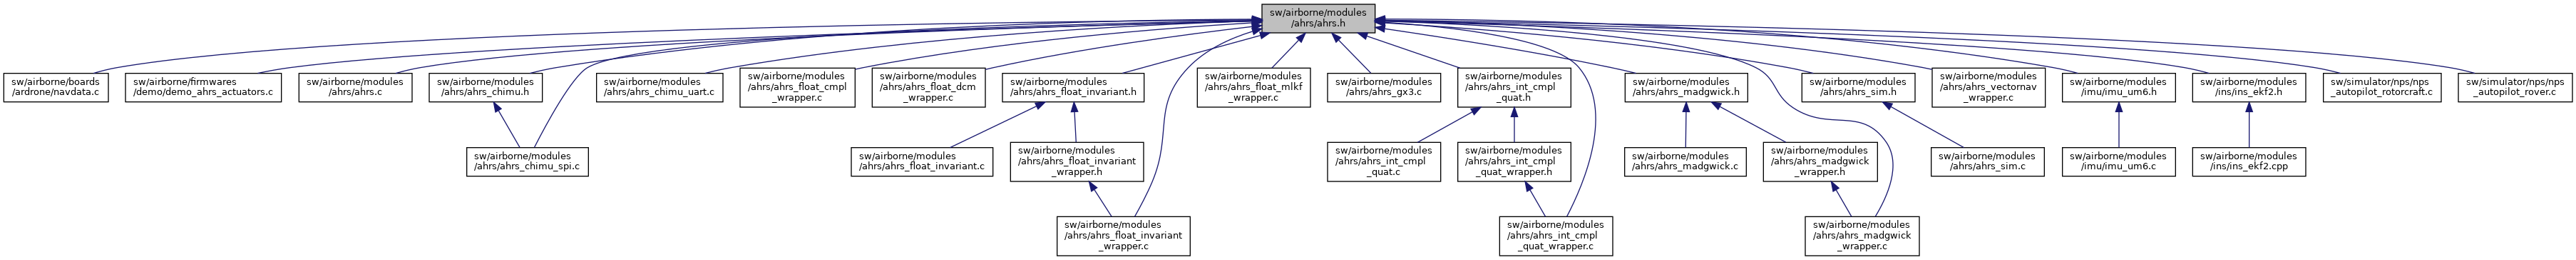 sw/airborne/modules
/ahrs/ahrs.h
sw/airborne/boards
/ardrone/navdata.c
sw/airborne/firmwares
/demo/demo_ahrs_actuators.c
sw/airborne/modules
/ahrs/ahrs.c
sw/airborne/modules
/ahrs/ahrs_chimu.h
sw/airborne/modules
/ahrs/ahrs_chimu_uart.c
sw/airborne/modules
/ahrs/ahrs_float_cmpl
_wrapper.c
sw/airborne/modules
/ahrs/ahrs_float_dcm
_wrapper.c
sw/airborne/modules
/ahrs/ahrs_float_invariant.h
sw/airborne/modules
/ahrs/ahrs_float_mlkf
_wrapper.c
sw/airborne/modules
/ahrs/ahrs_gx3.c
sw/airborne/modules
/ahrs/ahrs_int_cmpl
_quat.h
sw/airborne/modules
/ahrs/ahrs_madgwick.h
sw/airborne/modules
/ahrs/ahrs_sim.h
sw/airborne/modules
/ahrs/ahrs_vectornav
_wrapper.c
sw/airborne/modules
/imu/imu_um6.h
sw/airborne/modules
/ins/ins_ekf2.h
sw/simulator/nps/nps
_autopilot_rotorcraft.c
sw/simulator/nps/nps
_autopilot_rover.c
sw/airborne/modules
/ahrs/ahrs_chimu_spi.c
sw/airborne/modules
/ahrs/ahrs_float_invariant.c
sw/airborne/modules
/ahrs/ahrs_float_invariant
_wrapper.h
sw/airborne/modules
/ahrs/ahrs_int_cmpl
_quat.c
sw/airborne/modules
/ahrs/ahrs_int_cmpl
_quat_wrapper.h
sw/airborne/modules
/ahrs/ahrs_madgwick.c
sw/airborne/modules
/ahrs/ahrs_madgwick
_wrapper.h
sw/airborne/modules
/ahrs/ahrs_sim.c
sw/airborne/modules
/imu/imu_um6.c
sw/airborne/modules
/ins/ins_ekf2.cpp
sw/airborne/modules
/ahrs/ahrs_float_invariant
_wrapper.c
sw/airborne/modules
/ahrs/ahrs_int_cmpl
_quat_wrapper.c
sw/airborne/modules
/ahrs/ahrs_madgwick
_wrapper.c